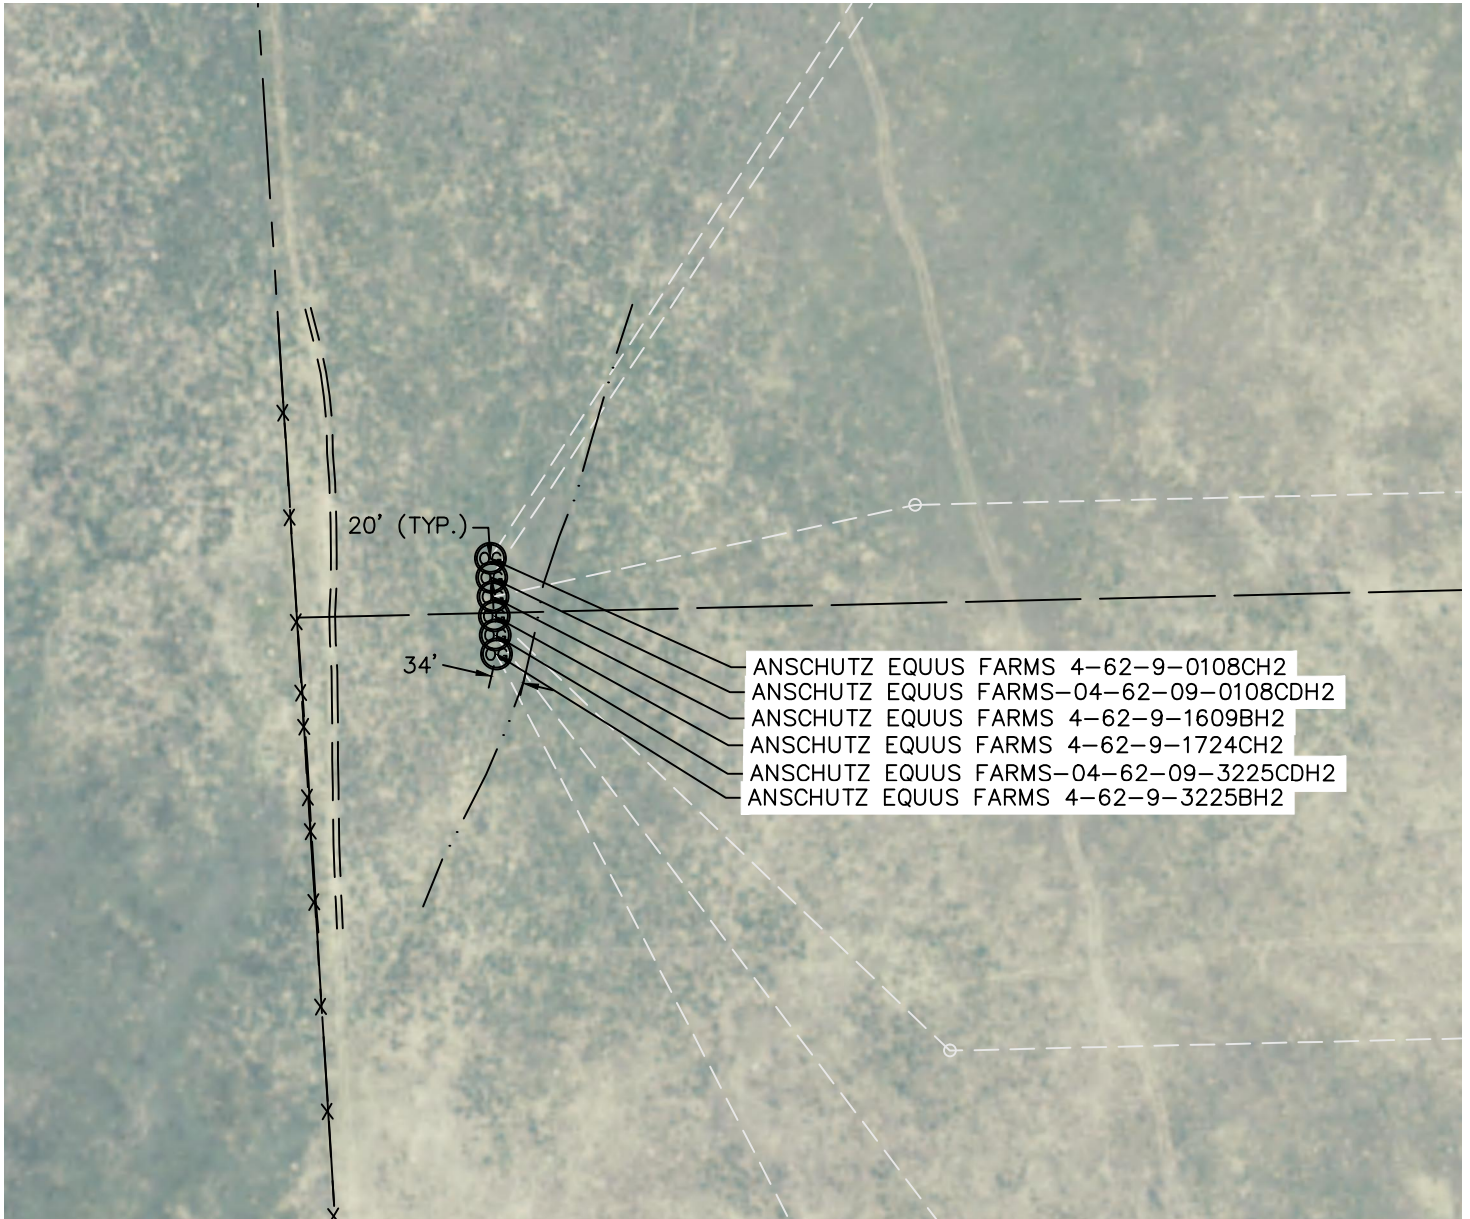 20' (TYP.)
34'
ANSCHUTZ EQUUS FARMS 4-62-9-0108CH2
ANSCHUTZ EQUUS FARMS-04-62-09-0108CDH2
ANSCHUTZ EQUUS FARMS 4-62-9-1609BH2
ANSCHUTZ EQUUS FARMS 4-62-9-1724CH2
ANSCHUTZ EQUUS FARMS-04-62-09-3225CDH2
ANSCHUTZ EQUUS FARMS 4-62-9-3225BH2